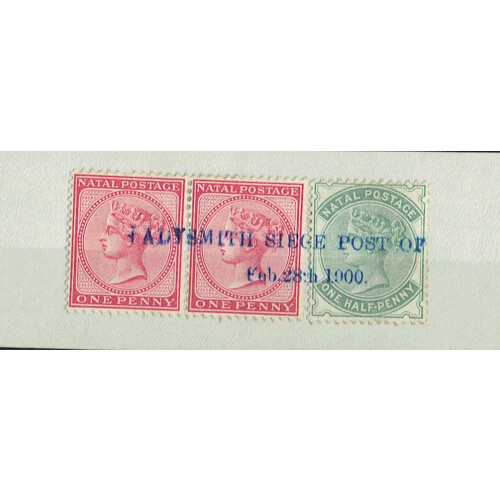 NATAL POSTAGE
NATAL POSTAGE
NATAL POSTAGE
LADYSMITH SIEGE POST OF
Feb. 28th 1900.
ONE PENNY
ONE PENNY
ONE HALF-PENNY